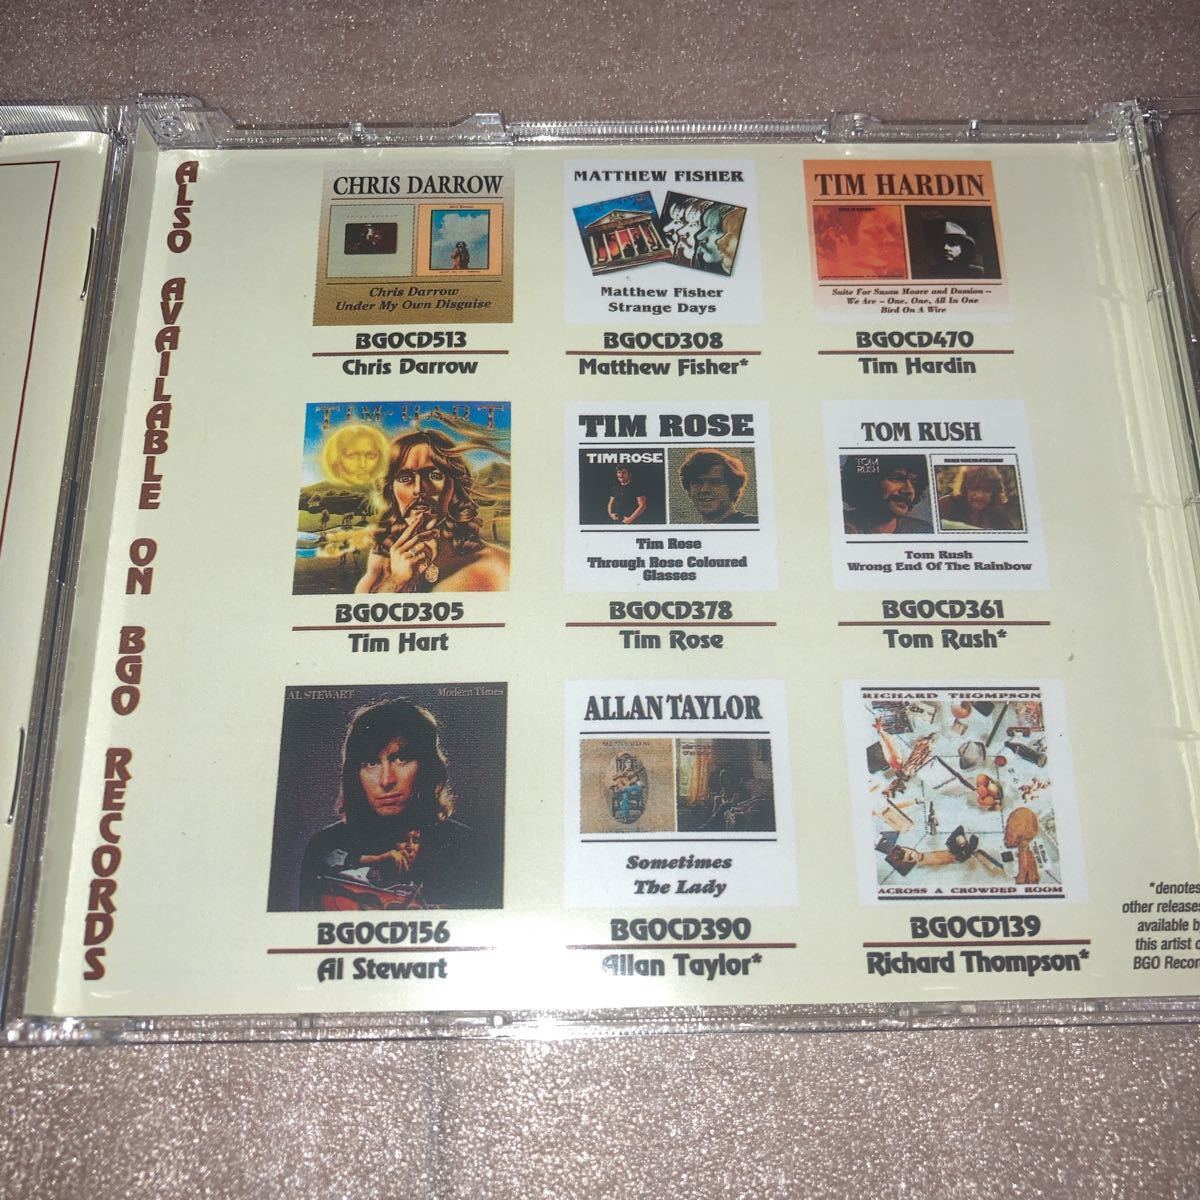 ALSO AVAILABLE ON BGO RECORDS
CHRIS DARROW
Chris Darrow
Under My Own Disguise
BGOCD513
Chris Darrow
MATTHEW FISHER
Matthew Fisher
Strange Days
BGOCD308
Matthew Fisher*
TIM HARDIN
Suite For Susan Moore and Damion –
We Are – One, One, All In One
Bird On A Wire
BGOCD470
Tim Hardin
TIM HART
BGOCD305
Tim Hart
TIM ROSE
TIM ROSE
Tim Rose
Through Rose Coloured
Glasses
BGOCD378
Tim Rose
TOM RUSH
TOM
RUSH
Tom Rush
Wrong End Of The Rainbow
BGOCD361
Tom Rush*
AL STEWART
Modern Times
BGOCD156
Al Stewart
ALLAN TAYLOR
Sometimes
The Lady
BGOCD390
Allan Taylor*
RICHARD THOMPSON
ACROSS A CROWDED ROOM
BGOCD139
Richard Thompson*
*denotes
other releases
available b
this artist o
BGO Recor